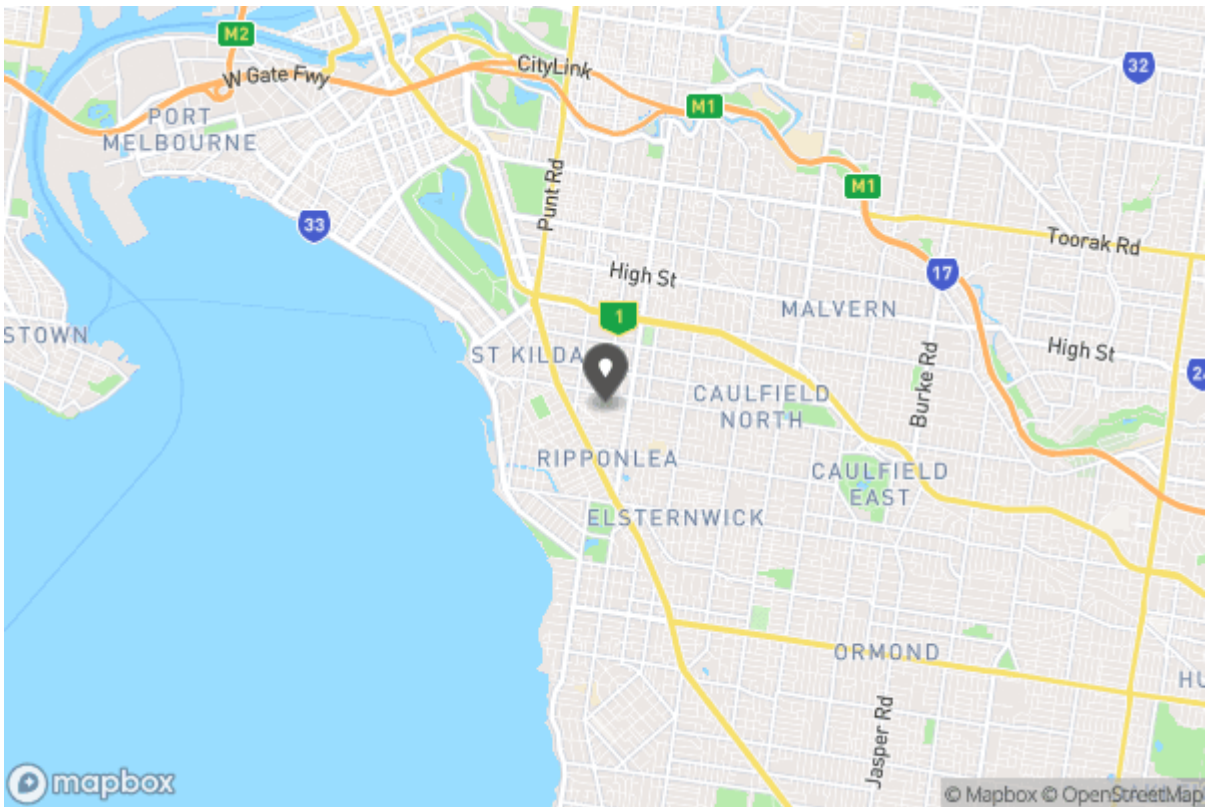 M2
CityLink
32
W Gate Fwy
M1
PORT
MELBOURNE
Punt Rd
M1
33
Toorak Rd
High St
17
1
MALVERN
STOWN
ST KILDA
High St
Burke Rd
CAULFIELD
NORTH
RIPPONLEA
CAULFIELD
EAST
ELSTERNWICK
ORMOND
HU
Jasper Rd
mapbox
© Mapbox © OpenStreetMap